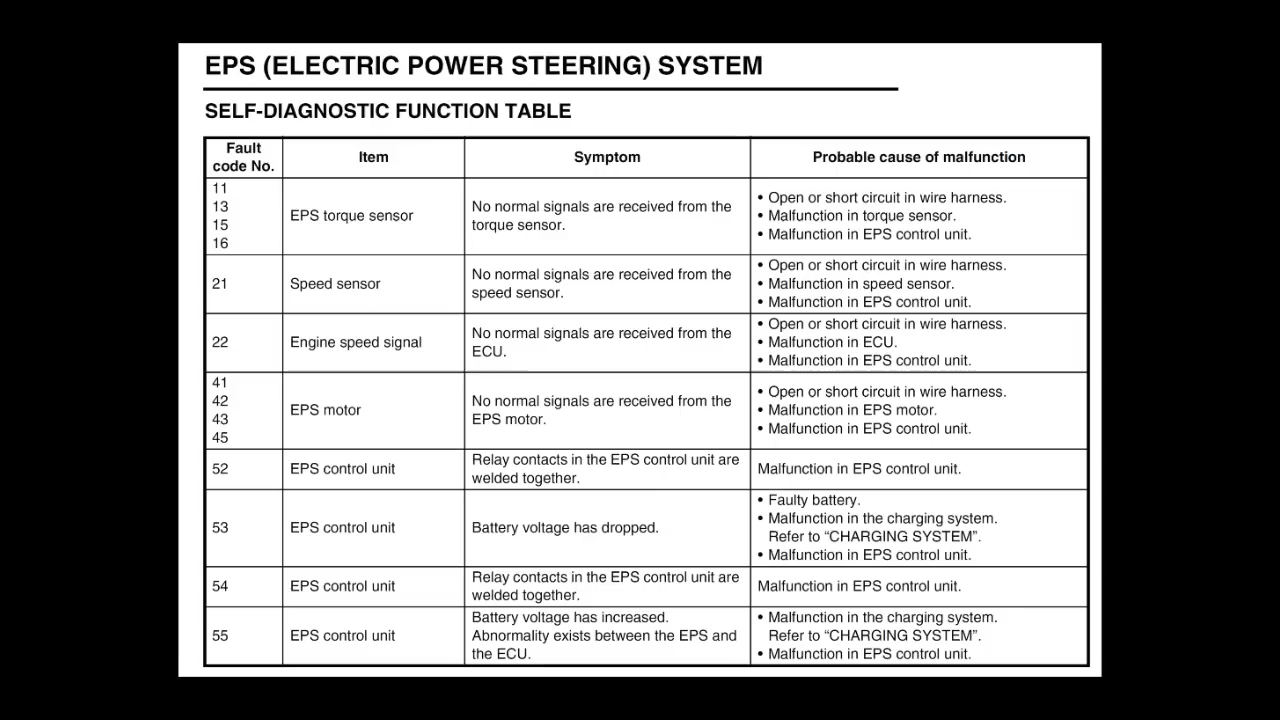 EPS (ELECTRIC POWER STEERING) SYSTEM
SELF-DIAGNOSTIC FUNCTION TABLE
Fault
code No.
Item
Symptom
Probable cause of malfunction
11
13
15
16
EPS torque sensor
No normal signals are received from the
torque sensor.
• Open or short circuit in wire harness.
• Malfunction in torque sensor.
• Malfunction in EPS control unit.
21
Speed sensor
No normal signals are received from the
speed sensor.
• Open or short circuit in wire harness.
• Malfunction in speed sensor.
• Malfunction in EPS control unit.
22
Engine speed signal
No normal signals are received from the
ECU.
• Open or short circuit in wire harness.
• Malfunction in ECU.
• Malfunction in EPS control unit.
41
42
43
45
EPS motor
No normal signals are received from the
EPS motor.
• Open or short circuit in wire harness.
• Malfunction in EPS motor.
• Malfunction in EPS control unit.
52
EPS control unit
Relay contacts in the EPS control unit are
welded together.
Malfunction in EPS control unit.
53
EPS control unit
Battery voltage has dropped.
• Faulty battery.
• Malfunction in the charging system.
Refer to “CHARGING SYSTEM”.
• Malfunction in EPS control unit.
54
EPS control unit
Relay contacts in the EPS control unit are
welded together.
Malfunction in EPS control unit.
55
EPS control unit
Battery voltage has increased.
Abnormality exists between the EPS and
the ECU.
• Malfunction in the charging system.
Refer to “CHARGING SYSTEM”.
• Malfunction in EPS control unit.